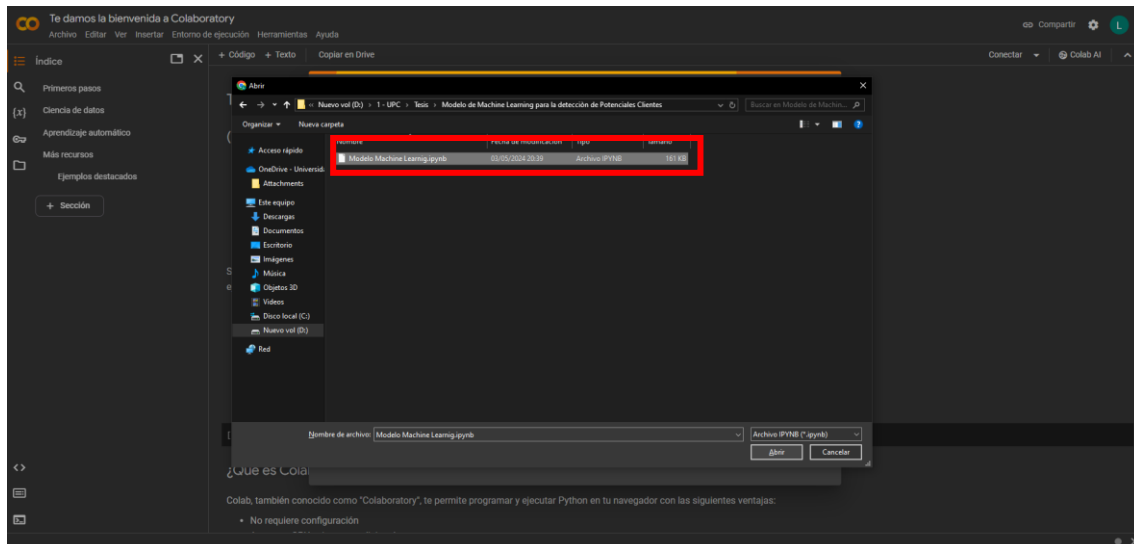 Te damos la bienvenida a Colaboratory
Archivo Editar Ver Insertar Entorno de ejecución Herramientas Ayuda
Compartir
L
Índice
+ Código + Texto Copiar en Drive
Conectar
Colab AI
Primeros pasos
Ciencia de datos
Aprendizaje automático
Más recursos
Ejemplos destacados
+ Sección
Abrir
« Nuevo vol (D:) > 1 - UPC > Tesis > Modelo de Machine Learning para la detección de Potenciales Clientes
Buscar en Modelo de Machin...
Organizar Nueva carpeta
Nombre Fecha de modificación Tipo Tamaño
Modelo Machine Learnig.ipynb 03/05/2024 20:39 Archivo IPYNB 161 KB
Acceso rápido
OneDrive - Universid.
Attachments
Este equipo
Descargas
Documentos
Escritorio
Imágenes
Música
Objetos 3D
Videos
Disco local (C:)
Nuevo vol (D:)
Red
Nombre de archivo: Modelo Machine Learnig.ipynb
Archivo IPYNB (*.ipynb)
Abrir Cancelar
¿Qué es Cola
Colab, también conocido como "Colaboratory", te permite programar y ejecutar Python en tu navegador con las siguientes ventajas:
• No requiere configuración